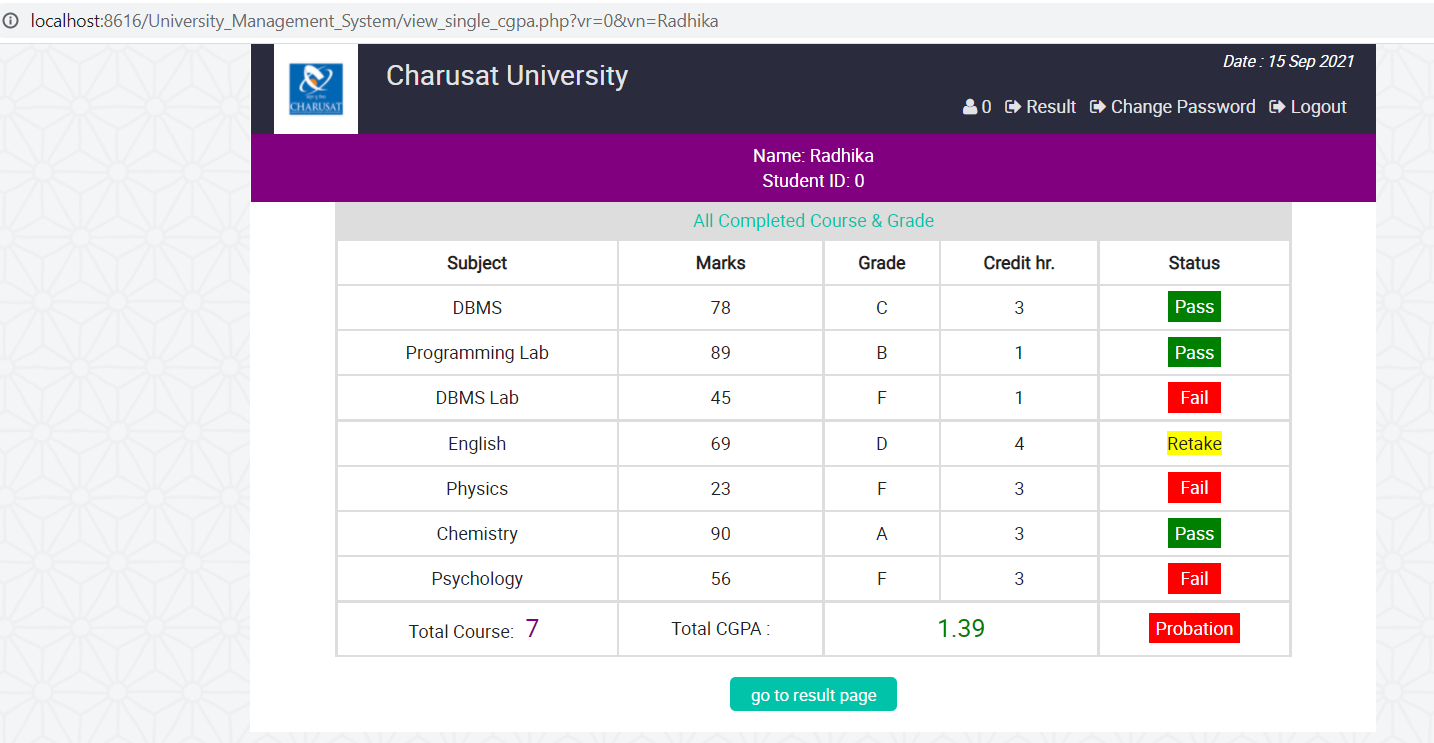 localhost:8616/University_Management_System/view_single_cgpa.php?vr=0&vn=Radhika
CHARUSAT
Charusat University
Date : 15 Sep 2021
0 Result Change Password Logout
Name: Radhika
Student ID: 0
All Completed Course & Grade
Subject Marks Grade Credit hr. Status
DBMS 78 C 3 Pass
Programming Lab 89 B 1 Pass
DBMS Lab 45 F 1 Fail
English 69 D 4 Retake
Physics 23 F 3 Fail
Chemistry 90 A 3 Pass
Psychology 56 F 3 Fail
Total Course: 7 Total CGPA : 1.39 Probation
go to result page